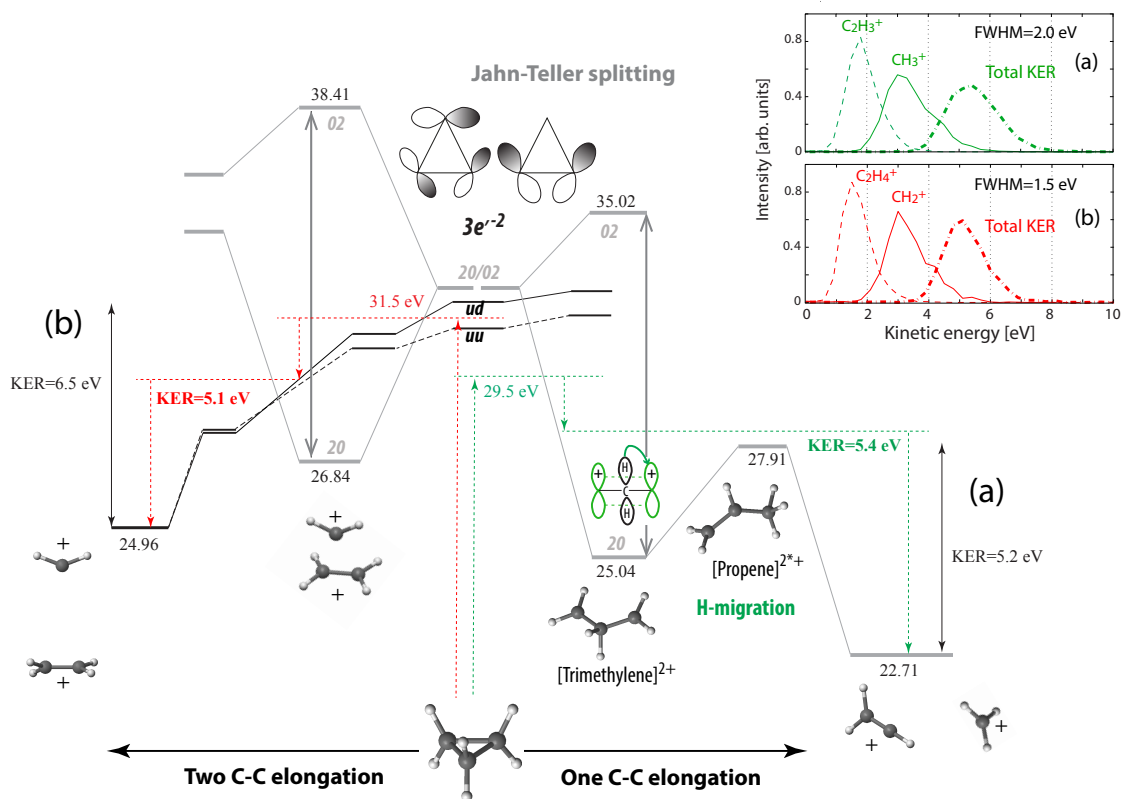 Jahn-Teller splitting
38.41
02
3e′⁻²
35.02
02
20/02
31.5 eV
ud
uu
(b)
KER=6.5 eV
KER=5.1 eV
29.5 eV
20
26.84
24.96
+
+
+
+
H
+
+
C
H
20
25.04
27.91
KER=5.4 eV
(a)
KER=5.2 eV
[Propene]²*⁺
H-migration
[Trimethylene]²⁺
22.71
+
+
Two C-C elongation
One C-C elongation
C₂H₃⁺
FWHM=2.0 eV
(a)
CH₃⁺
Total KER
0.8
0.4
0
C₂H₄⁺
FWHM=1.5 eV
(b)
CH₂⁺
Total KER
0.8
0.4
0
0 2 4 6 8 10
Intensity [arb. units]
Kinetic energy [eV]